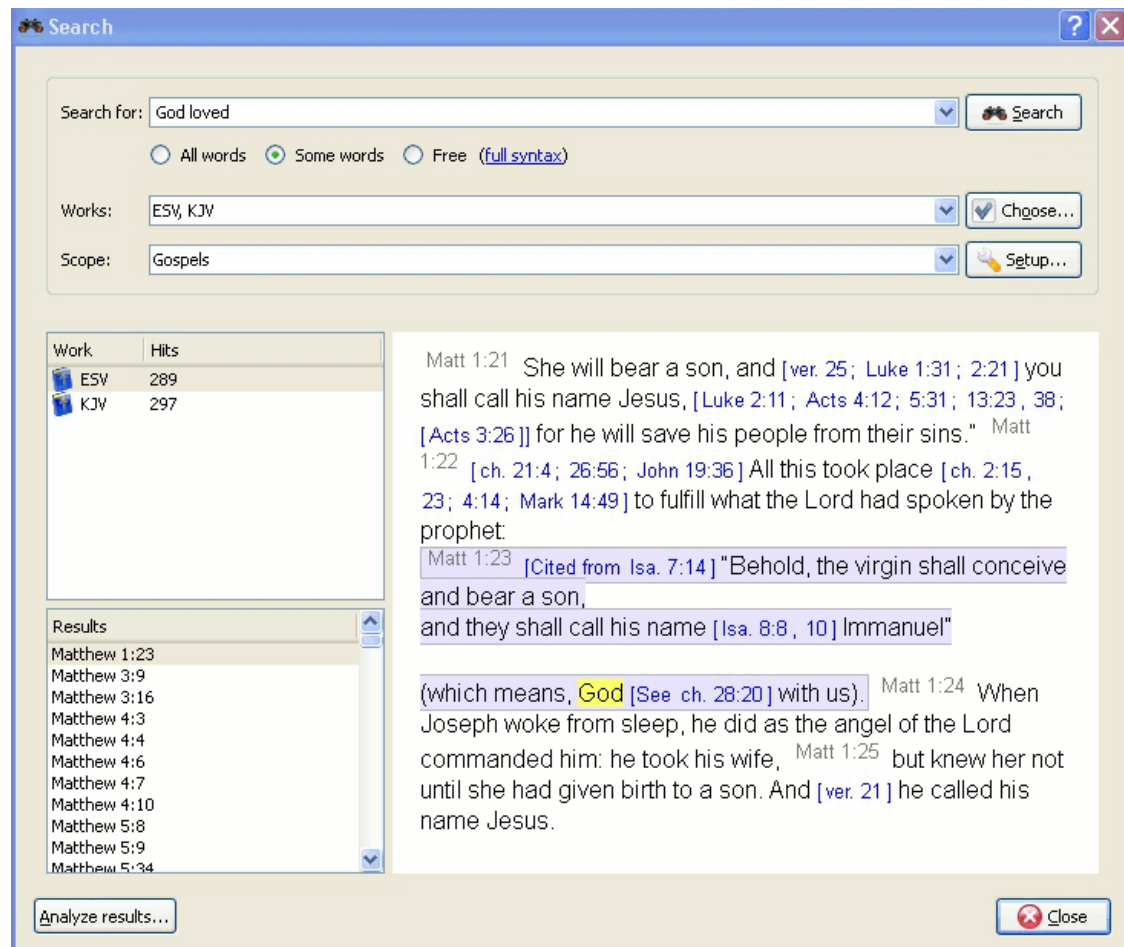 Search
Search for: God loved Search
All words Some words Free (full syntax)
Works: ESV, KJV Choose...
Scope: Gospels Setup...
Work Hits
ESV 289
KJV 297
Results
Matthew 1:23
Matthew 3:9
Matthew 3:16
Matthew 4:3
Matthew 4:4
Matthew 4:6
Matthew 4:7
Matthew 4:10
Matthew 5:8
Matthew 5:9
Matthew 5:34
Matt 1:21 She will bear a son, and [ver. 25; Luke 1:31; 2:21] you
shall call his name Jesus, [Luke 2:11; Acts 4:12; 5:31; 13:23, 38;
[Acts 3:26]] for he will save his people from their sins." Matt
1:22 [ch. 21:4; 26:56; John 19:36] All this took place [ch. 2:15,
23; 4:14; Mark 14:49] to fulfill what the Lord had spoken by the
prophet:
Matt 1:23 [Cited from Isa. 7:14] "Behold, the virgin shall conceive
and bear a son,
and they shall call his name [Isa. 8:8, 10] Immanuel"
(which means, God [See ch. 28:20] with us). Matt 1:24 When
Joseph woke from sleep, he did as the angel of the Lord
commanded him: he took his wife, Matt 1:25 but knew her not
until she had given birth to a son. And [ver. 21] he called his
name Jesus.
Analyze results... Close